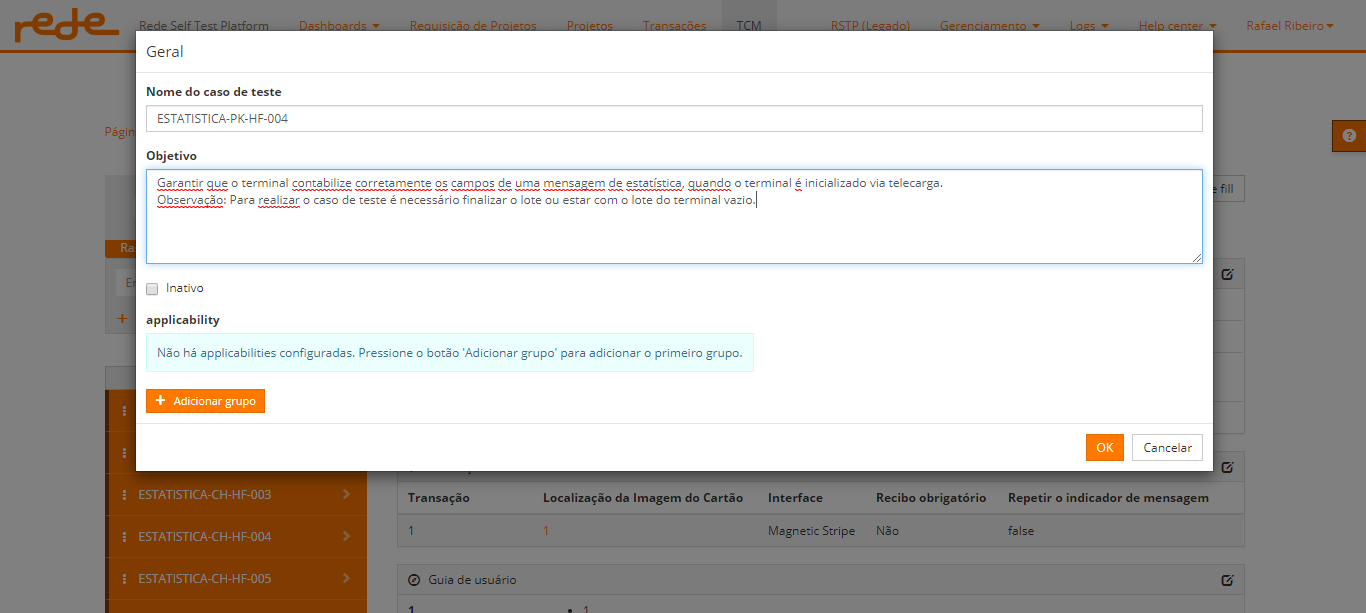 rede Rede Self Test Platform Dashboards Requisição de Projetos Projetos Transações TCM RSTP (Legado) Gerenciamento Logs Help center Rafael Ribeiro
Geral
Nome do caso de teste
ESTATISTICA-PK-HF-004
Págin
Objetivo
Garantir que o terminal contabilize corretamente os campos de uma mensagem de estatística, quando o terminal é inicializado via telecarga.
Observação: Para realizar o caso de teste é necessário finalizar o lote ou estar com o lote do terminal vazio.
e fill
Ra
En
Inativo
applicability
Não há applicabilities configuradas. Pressione o botão 'Adicionar grupo' para adicionar o primeiro grupo.
+ Adicionar grupo
OK Cancelar
ESTATISTICA-CH-HF-003
Transação Localização da Imagem do Cartão Interface Recibo obrigatório Repetir o indicador de mensagem
1 1 Magnetic Stripe Não false
ESTATISTICA-CH-HF-004
ESTATISTICA-CH-HF-005
Guia de usuário
1 • 1